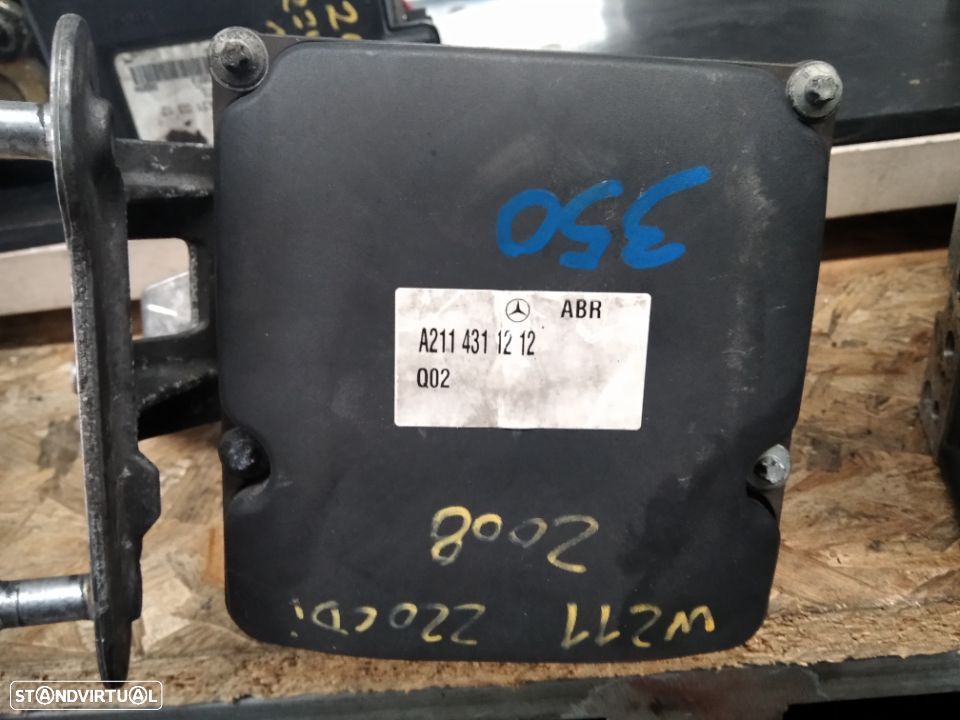 350
ABR
A211 431 12 12
Q02
2008
W211 220CDi
STANDVIRTUAL